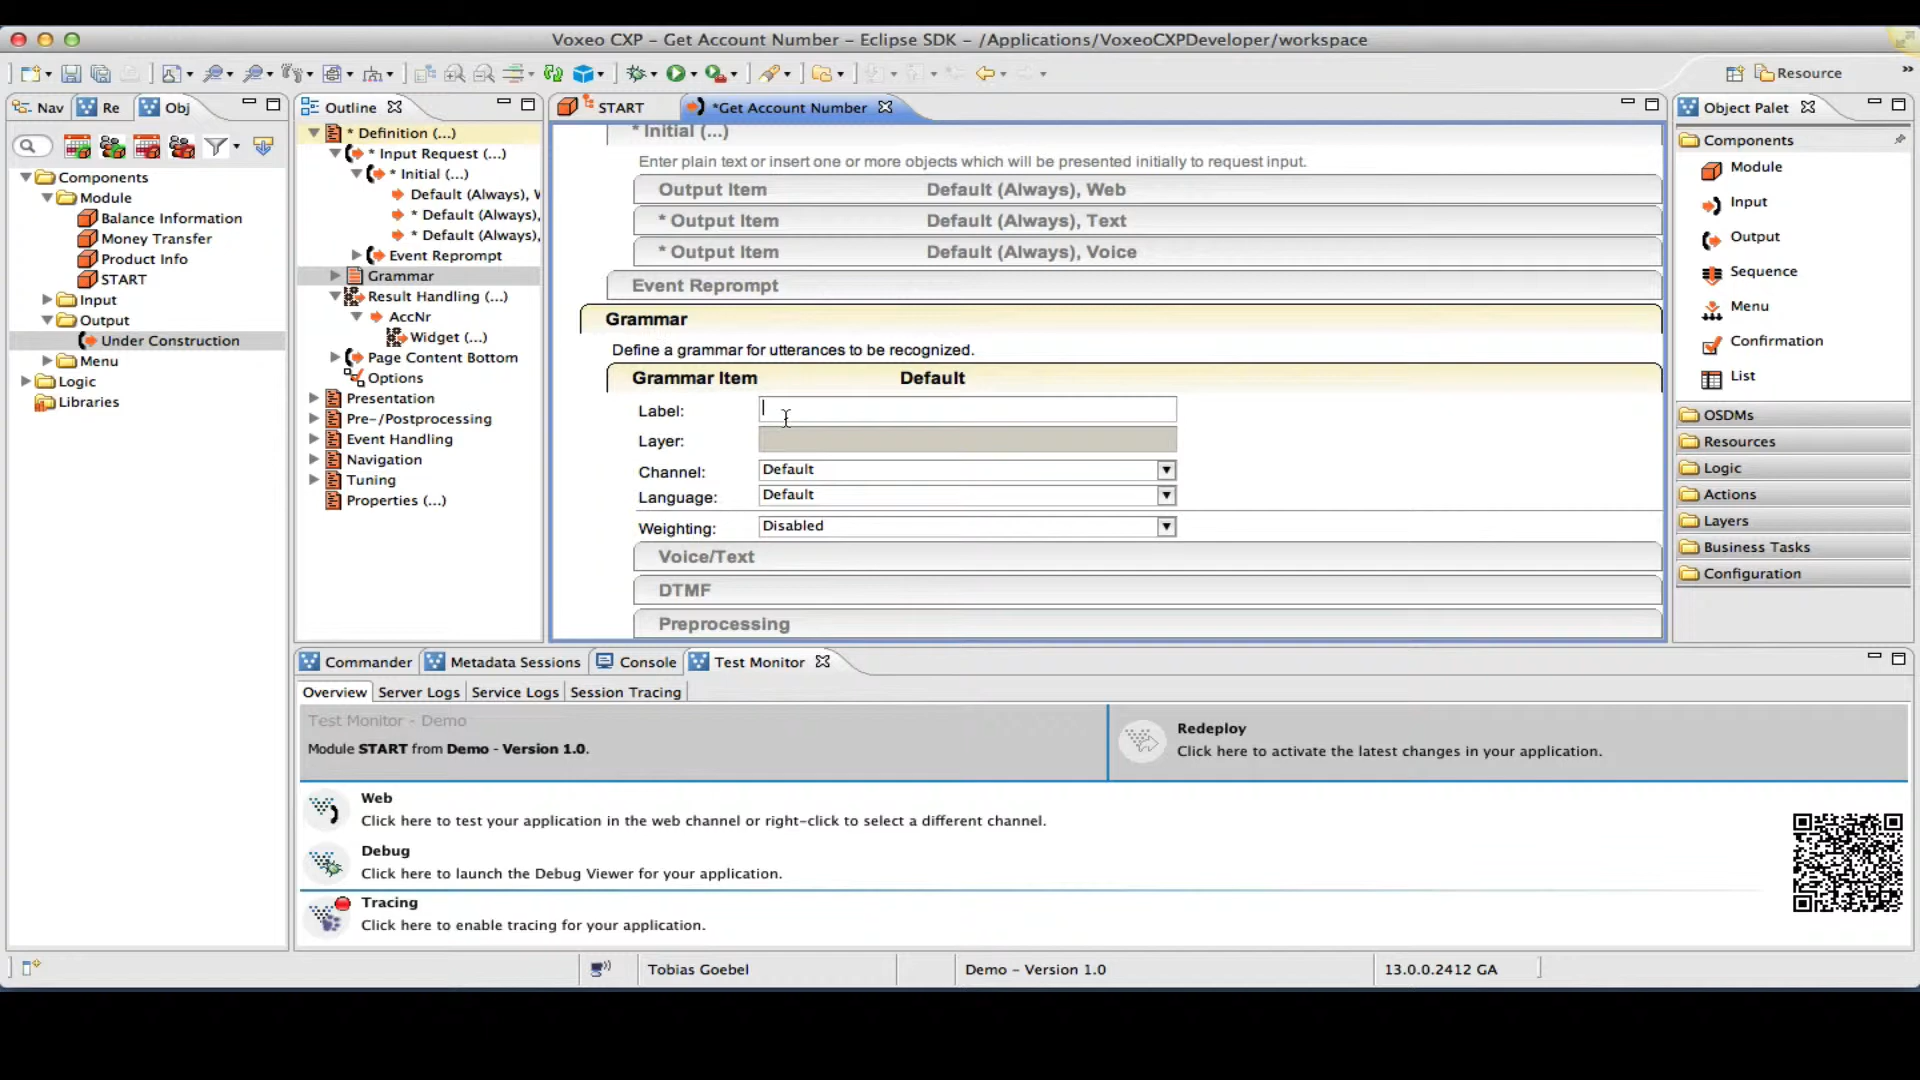 Voxeo CXP – Get Account Number – Eclipse SDK – /Applications/VoxeoCXPDeveloper/workspace
Resource
Nav
Re
Obj
Components
Module
Balance Information
Money Transfer
Product Info
START
Input
Output
Under Construction
Menu
Logic
Libraries
Outline
* Definition (...)
* Input Request (...)
* Initial (...)
Default (Always), W
* Default (Always),
* Default (Always),
Event Reprompt
Grammar
Result Handling (...)
AccNr
Widget (...)
Page Content Bottom
Options
Presentation
Pre-/Postprocessing
Event Handling
Navigation
Tuning
Properties (...)
START
*Get Account Number
* Initial (...)
Enter plain text or insert one or more objects which will be presented initially to request input.
Output Item Default (Always), Web
* Output Item Default (Always), Text
* Output Item Default (Always), Voice
Event Reprompt
Grammar
Define a grammar for utterances to be recognized.
Grammar Item Default
Label:
Layer:
Channel: Default
Language: Default
Weighting: Disabled
Voice/Text
DTMF
Preprocessing
Object Palet
Components
Module
Input
Output
Sequence
Menu
Confirmation
List
OSDMs
Resources
Logic
Actions
Layers
Business Tasks
Configuration
Commander
Metadata Sessions
Console
Test Monitor
Overview
Server Logs
Service Logs
Session Tracing
Test Monitor - Demo
Module START from Demo - Version 1.0.
Redeploy
Click here to activate the latest changes in your application.
Web
Click here to test your application in the web channel or right-click to select a different channel.
Debug
Click here to launch the Debug Viewer for your application.
Tracing
Click here to enable tracing for your application.
Tobias Goebel
Demo - Version 1.0
13.0.0.2412 GA